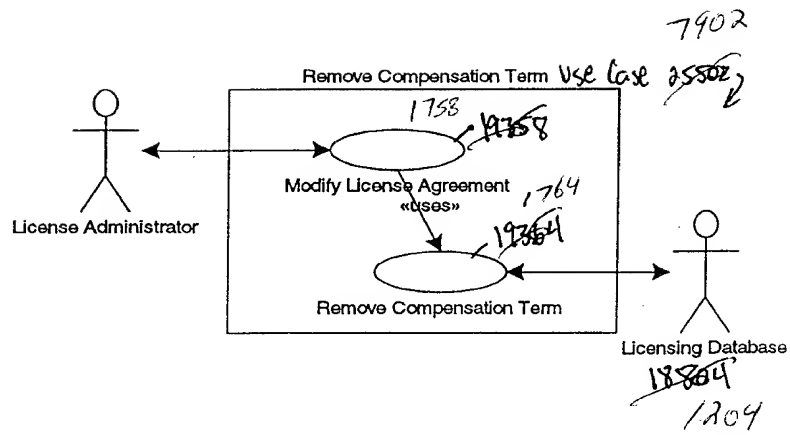 7902
Remove Compensation Term Use Case 25502
1758
19358
Modify License Agreement
«uses»
1764
19364
License Administrator
Remove Compensation Term
Licensing Database
18804
1204